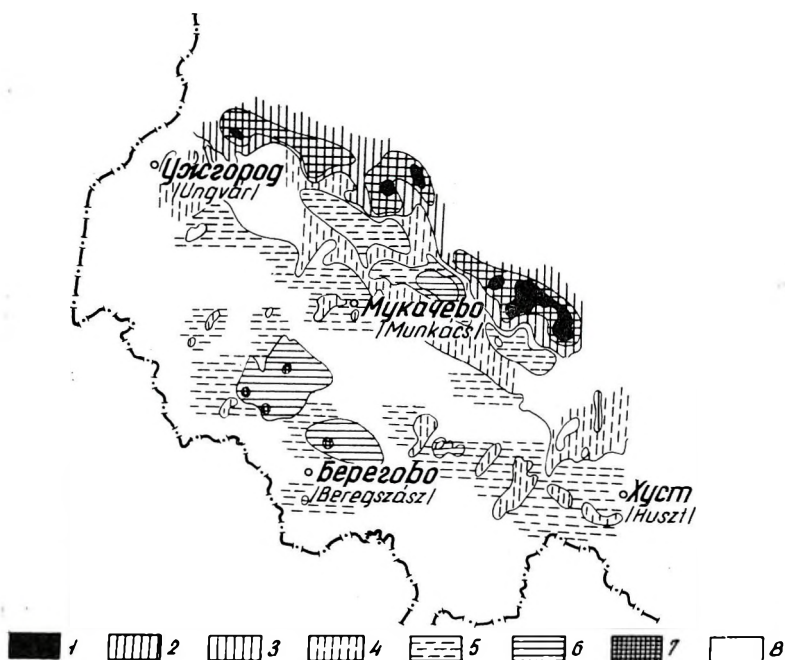 Ужгород
/Ungvár/
Мукачево
/Munkács/
Берегово
/Beregszász/
Хуст
/Huszt/
1 2 3 4 5 6 7 8